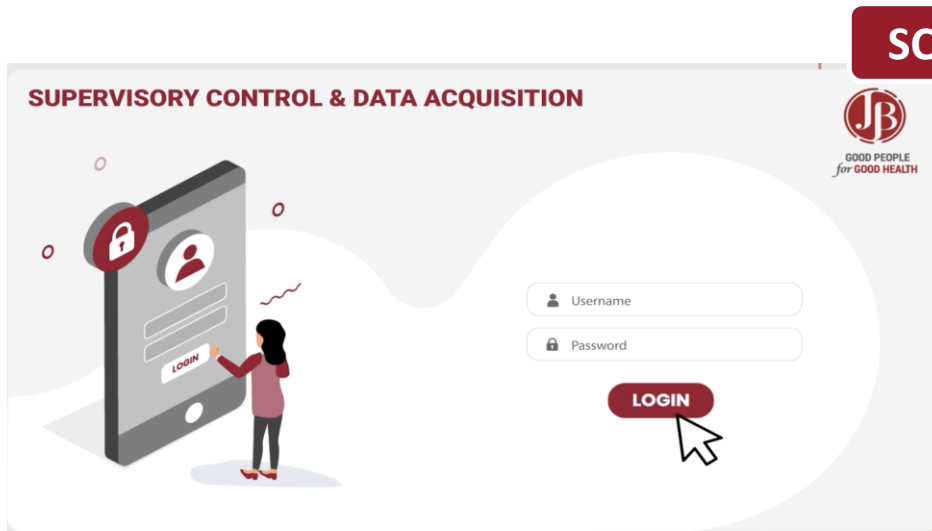 SC
SUPERVISORY CONTROL & DATA ACQUISITION
JB
GOOD PEOPLE
for GOOD HEALTH
Username
Password
LOGIN
LOGIN